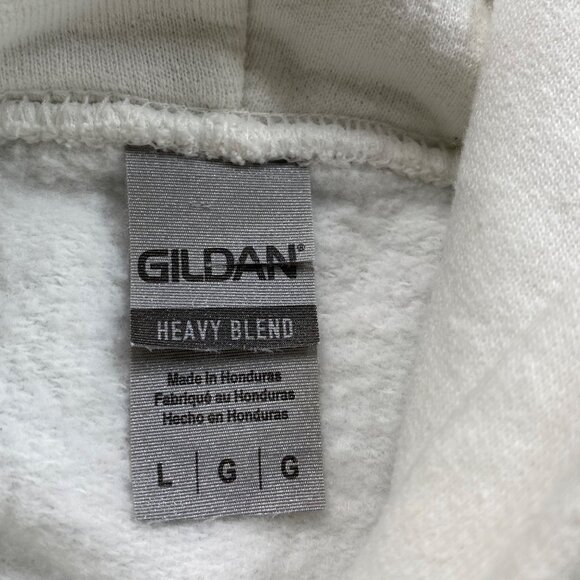 GILDAN®
HEAVY BLEND
Made in Honduras
Fabriqué au Honduras
Hecho en Honduras
L | G | G